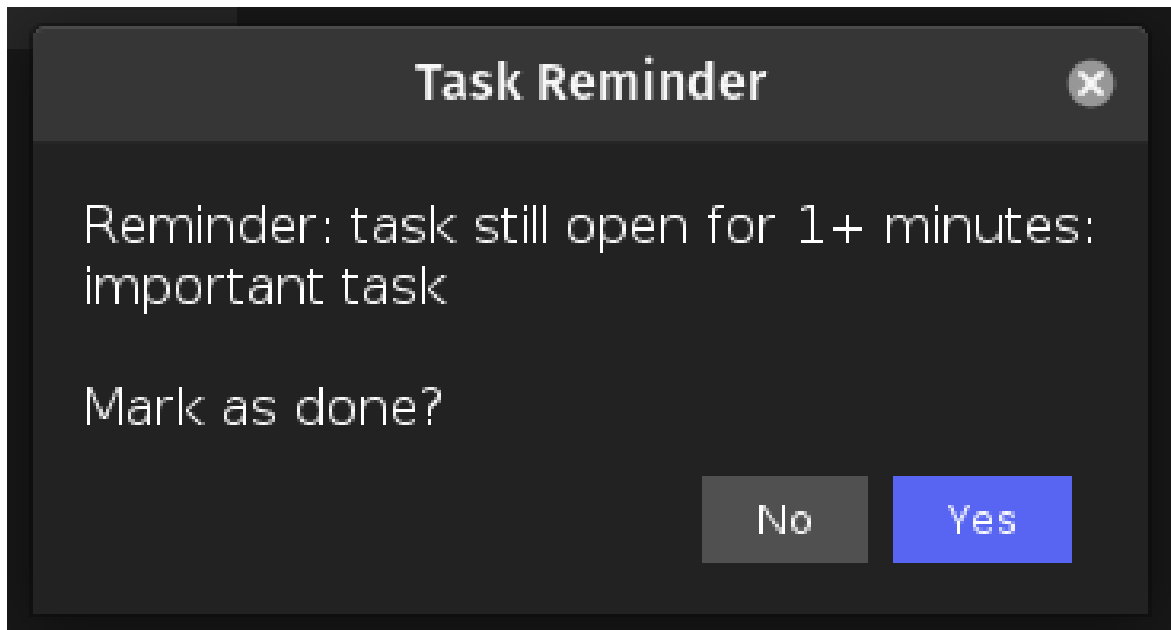 Task Reminder
Reminder: task still open for 1+ minutes:
important task
Mark as done?
No
Yes